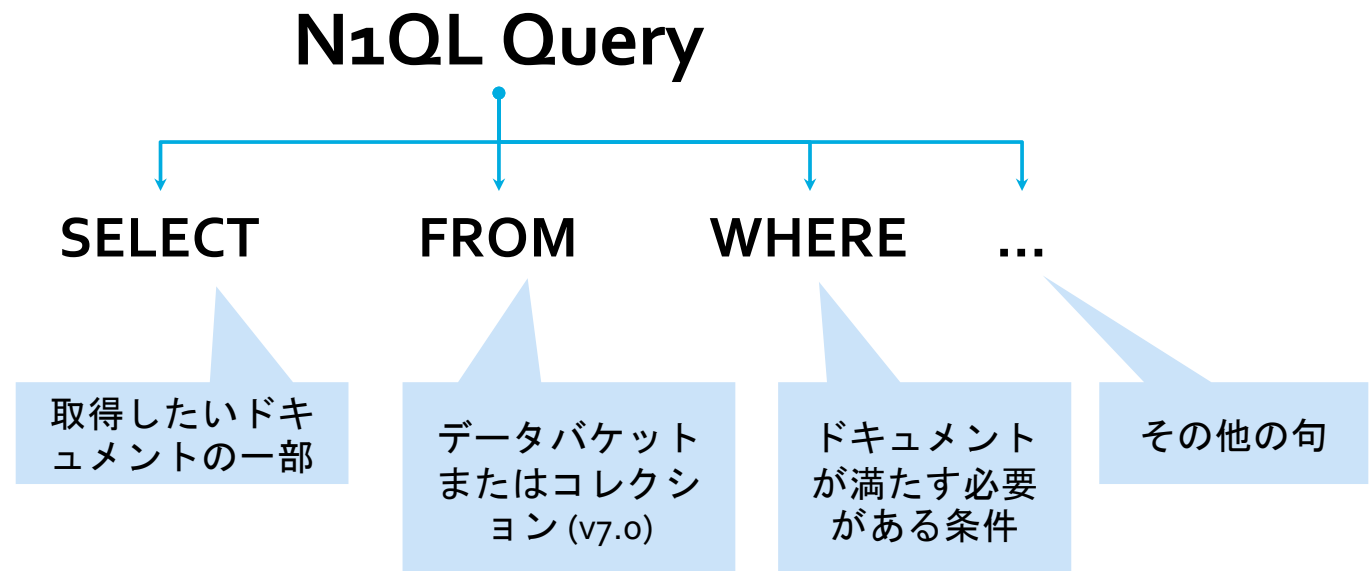 N1QL Query
SELECT
FROM
WHERE
...
取得したいドキ
ュメントの一部
データバケット
またはコレクシ
ョン (v7.0)
ドキュメント
が満たす必要
がある条件
その他の句